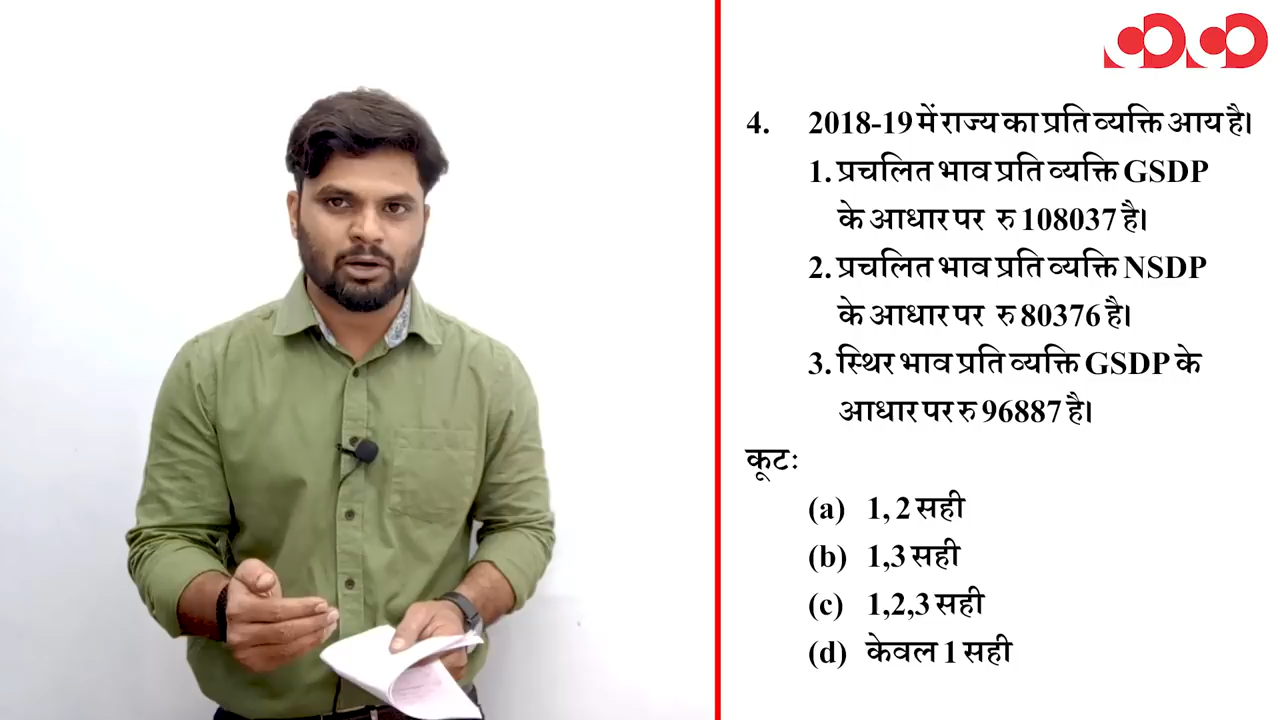 4. 2018-19 में राज्य का प्रति व्यक्ति आय है।
1. प्रचलित भाव प्रति व्यक्ति GSDP
के आधार पर रु 108037 है।
2. प्रचलित भाव प्रति व्यक्ति NSDP
के आधार पर रु 80376 है।
3. स्थिर भाव प्रति व्यक्ति GSDP के
आधार पर रु 96887 है।
कूटः
(a) 1, 2 सही
(b) 1,3 सही
(c) 1,2,3 सही
(d) केवल 1 सही